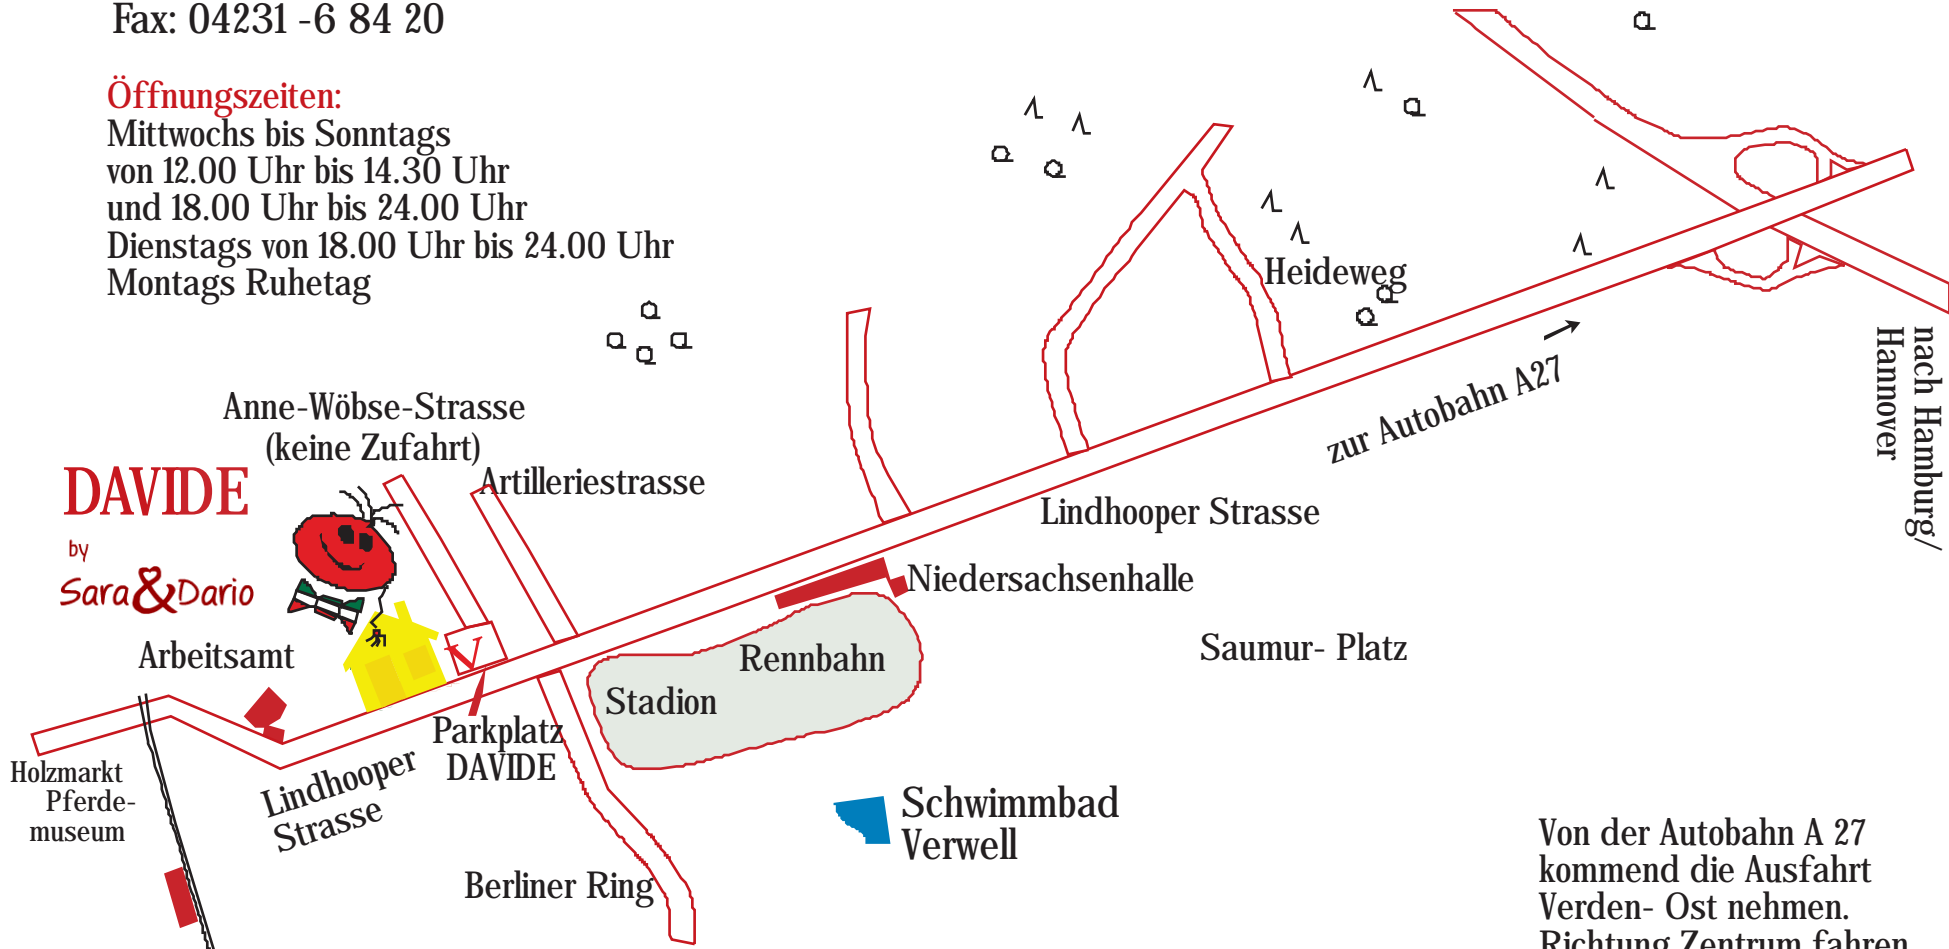 Fax: 04231 -6 84 20
Öffnungszeiten:
Mittwochs bis Sonntags
von 12.00 Uhr bis 14.30 Uhr
und 18.00 Uhr bis 24.00 Uhr
Dienstags von 18.00 Uhr bis 24.00 Uhr
Montags Ruhetag
Heideweg
nach Hamburg/
Hannover
zur Autobahn A27
Anne-Wöbse-Strasse
(keine Zufahrt)
Artilleriestrasse
DAVIDE
by
Sara&Dario
Lindhooper Strasse
Niedersachsenhalle
Arbeitsamt
V
Rennbahn
Saumur- Platz
Stadion
Parkplatz
DAVIDE
Lindhooper
Strasse
Holzmarkt
Pferde-
museum
Schwimmbad
Verwell
Berliner Ring
Von der Autobahn A 27
kommend die Ausfahrt
Verden- Ost nehmen.
Richtung Zentrum fahren